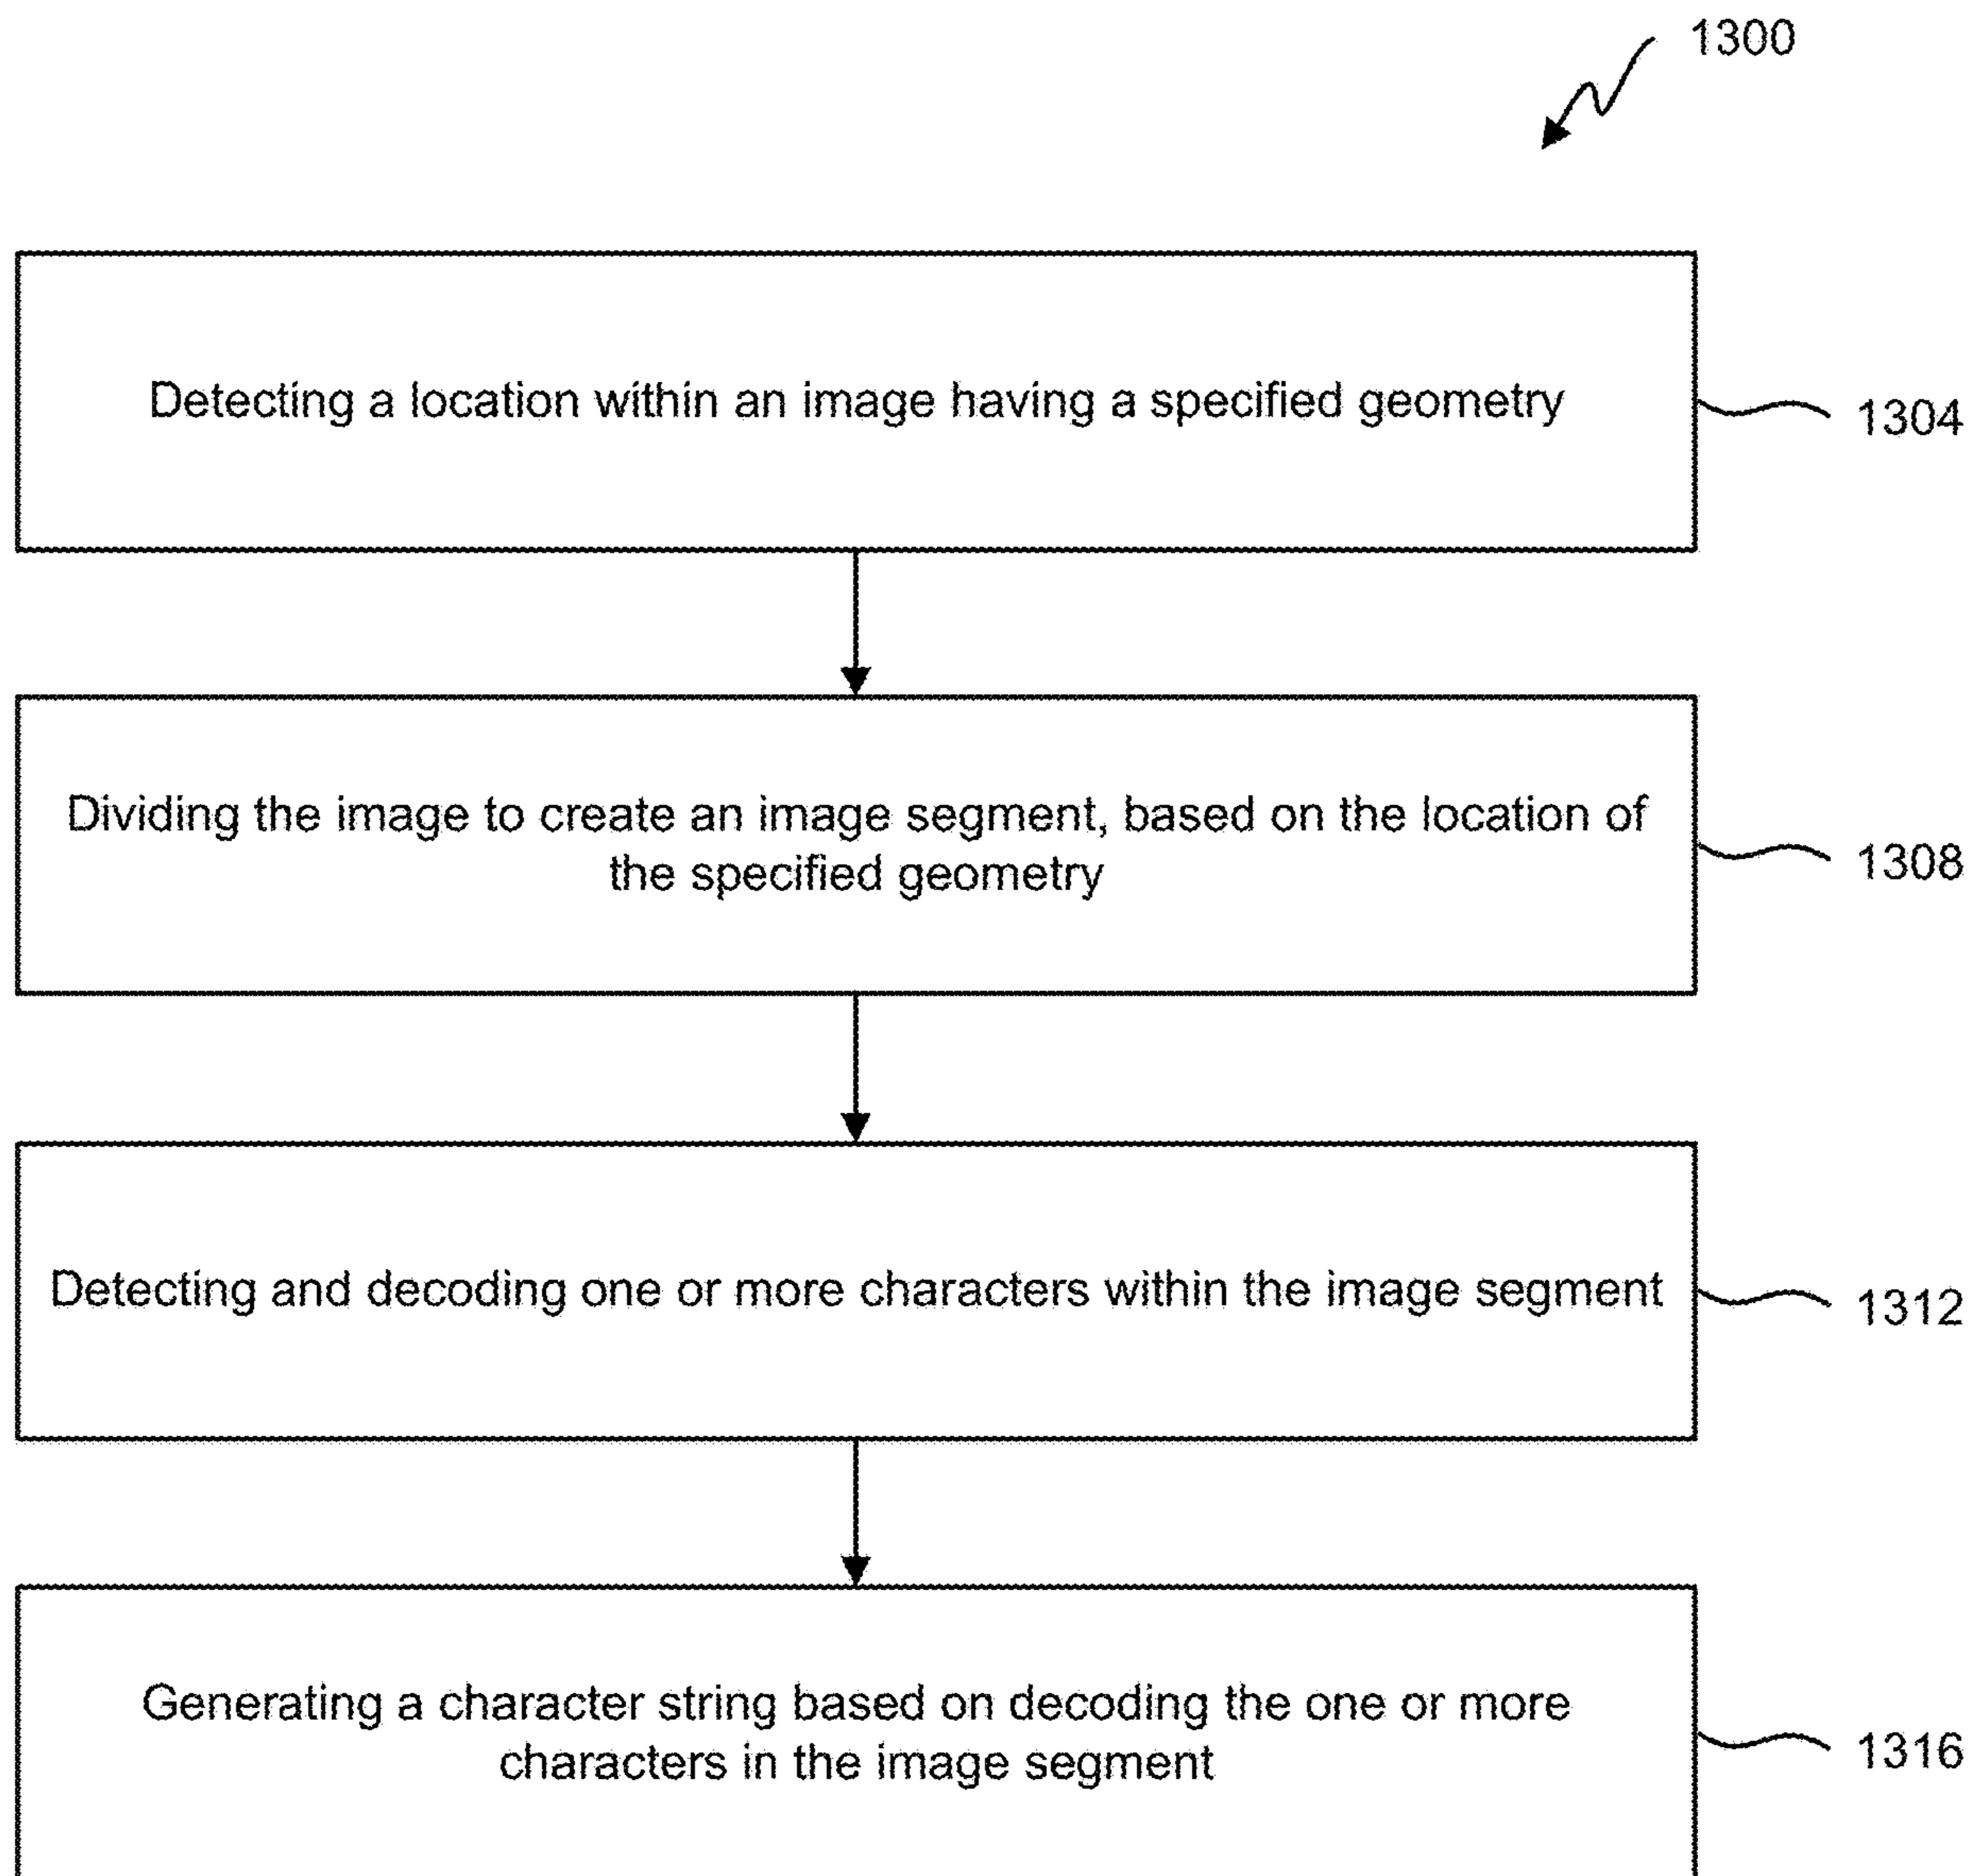 1300
Detecting a location within an image having a specified geometry
1304
Dividing the image to create an image segment, based on the location of
the specified geometry
1308
Detecting and decoding one or more characters within the image segment
1312
Generating a character string based on decoding the one or more
characters in the image segment
1316